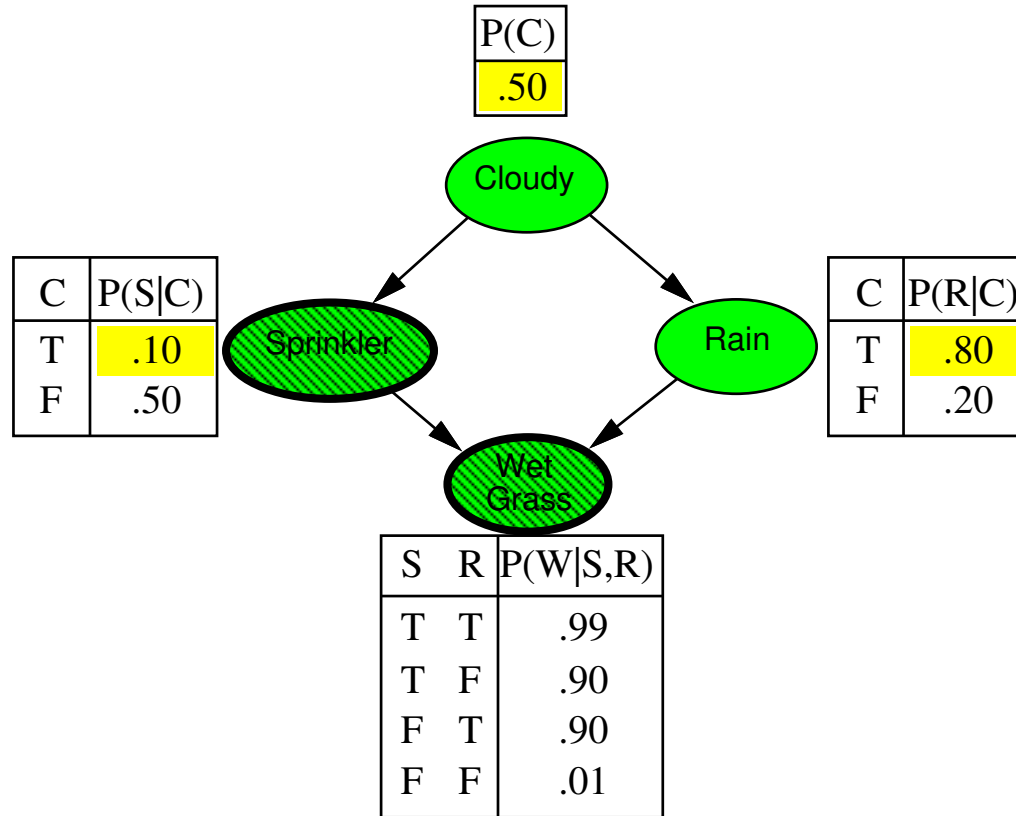 P(C)
.50
Cloudy
C P(S|C)
T .10
F .50
Sprinkler
Rain
C P(R|C)
T .80
F .20
Wet
Grass
S R P(W|S,R)
T T .99
T F .90
F T .90
F F .01